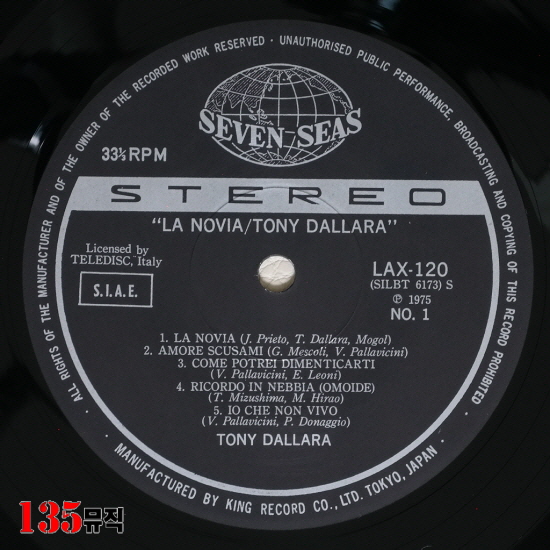 ALL RIGHTS OF THE MANUFACTURER AND OF THE OWNER OF THE RECORDED WORK RESERVED · UNAUTHORISED PUBLIC PERFORMANCE, BROADCASTING AND COPYING OF THIS RECORD PROHIBITED
SEVEN SEAS
33⅓RPM
STEREO
"LA NOVIA/TONY DALLARA"
Licensed by
TELEDISC, Italy
S.I.A.E.
LAX-120
(SILBT 6173) S
℗ 1975
NO. 1
1. LA NOVIA (J. Prieto, T. Dallara, Mogol)
2. AMORE SCUSAMI (G. Mescoli, V. Pallavicini)
3. COME POTREI DIMENTICARTI
(V. Pallavicini, E. Leoni)
4. RICORDO IN NEBBIA (OMOIDE)
(T. Mizushima, M. Hirao)
5. IO CHE NON VIVO
(V. Pallavicini, P. Donaggio)
TONY DALLARA
MANUFACTURED BY KING RECORD CO., LTD. TOKYO, JAPAN
135뮤직